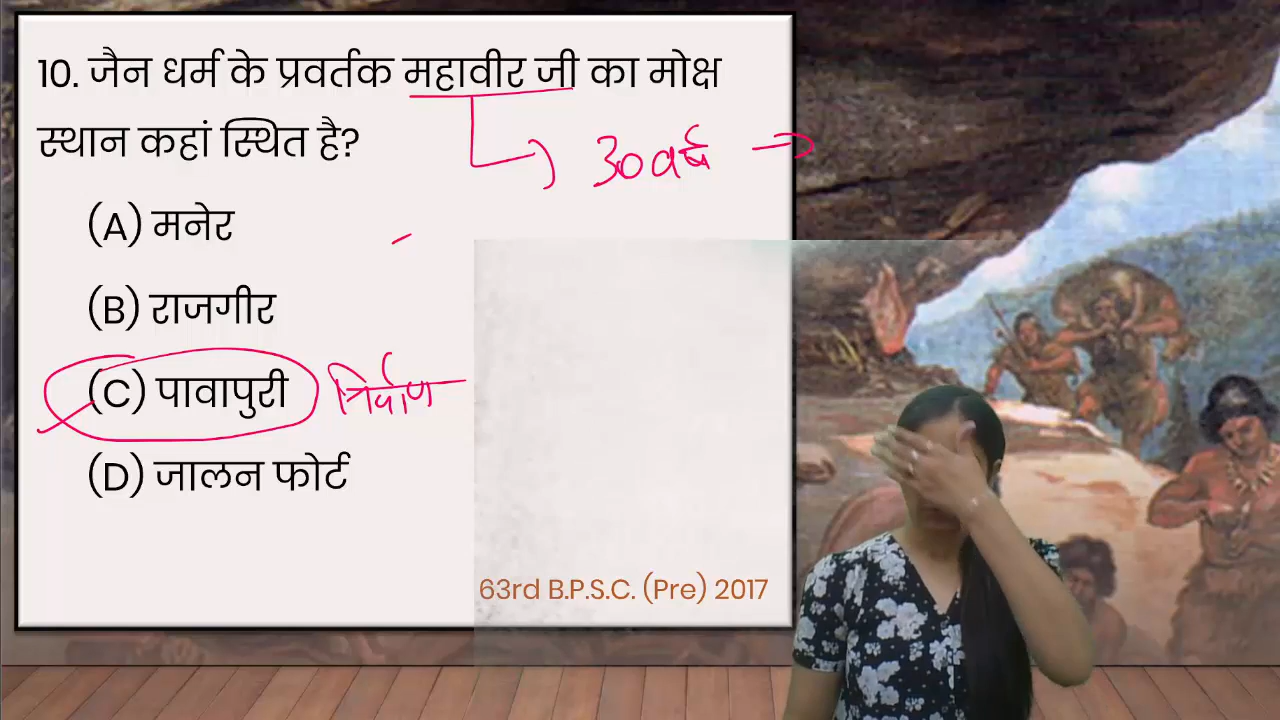 10. जैन धर्म के प्रवर्तक महावीर जी का मोक्ष
स्थान कहां स्थित है?
30 वर्ष
(A) मनेर
(B) राजगीर
(C) पावापुरी निर्वाण
(D) जालन फोर्ट
63rd B.P.S.C. (Pre) 2017